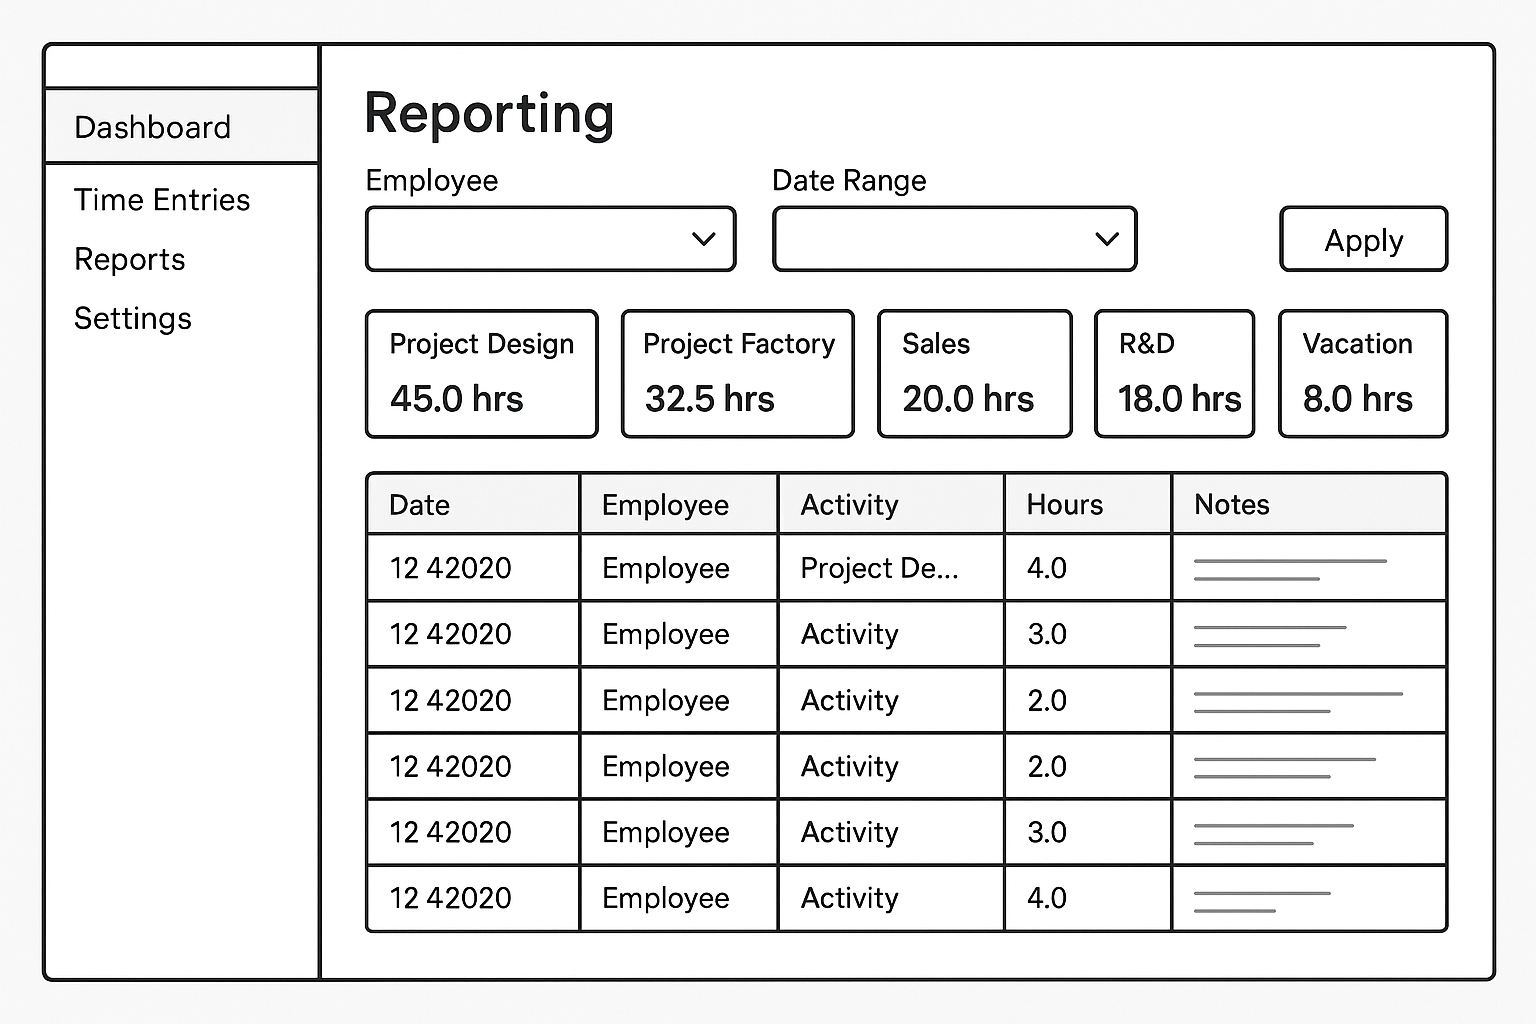 Dashboard
Time Entries
Reports
Settings
Reporting
Employee
Date Range
Apply
Project Design
45.0 hrs
Project Factory
32.5 hrs
Sales
20.0 hrs
R&D
18.0 hrs
Vacation
8.0 hrs
Date Employee Activity Hours Notes
12 42020 Employee Project De... 4.0
12 42020 Employee Activity 3.0
12 42020 Employee Activity 2.0
12 42020 Employee Activity 2.0
12 42020 Employee Activity 3.0
12 42020 Employee Activity 4.0